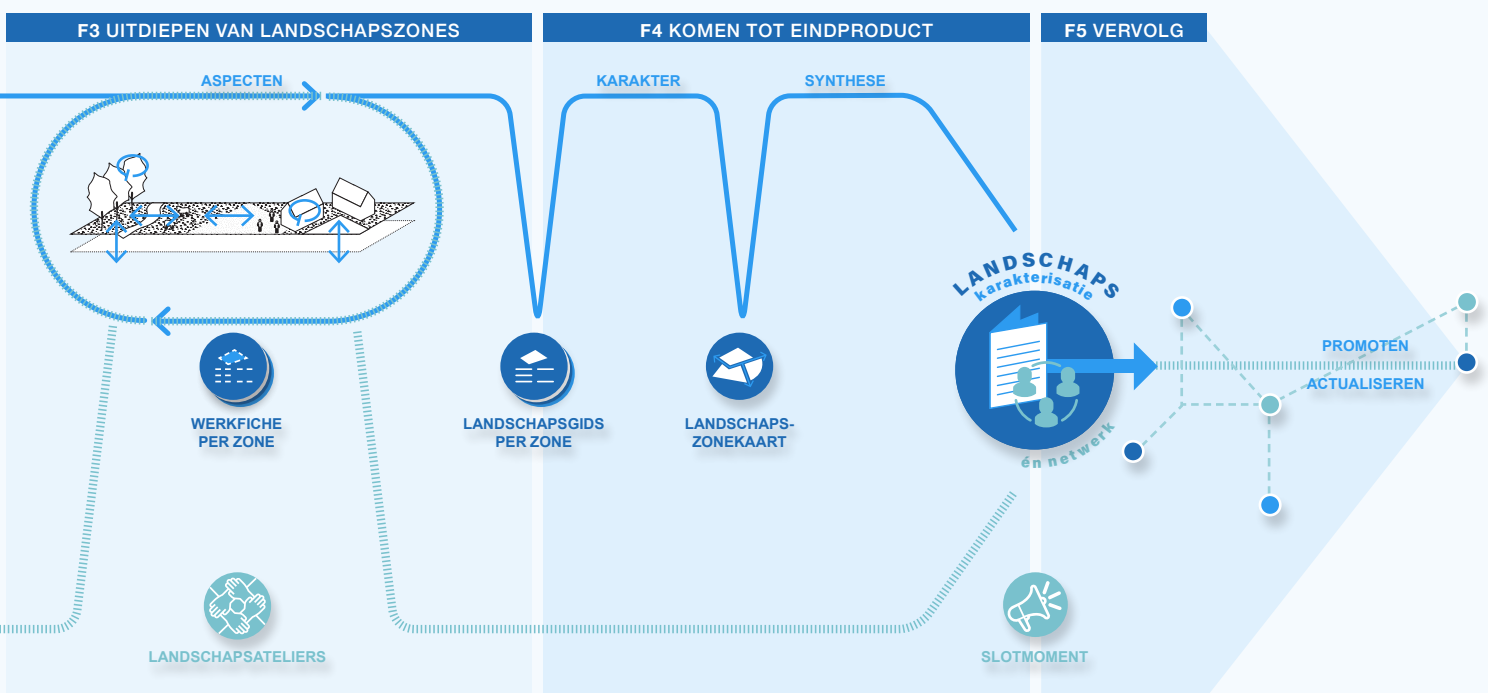 F3 UITDIEPEN VAN LANDSCHAPSZONES
F4 KOMEN TOT EINDPRODUCT
F5 VERVOLG
ASPECTEN
KARAKTER
SYNTHESE
LANDSCHAPS
karakterisatie
én netwerk
PROMOTEN
ACTUALISEREN
WERKFICHE
PER ZONE
LANDSCHAPSGIDS
PER ZONE
LANDSCHAPS-
ZONEKAART
LANDSCHAPSATELIERS
SLOTMOMENT